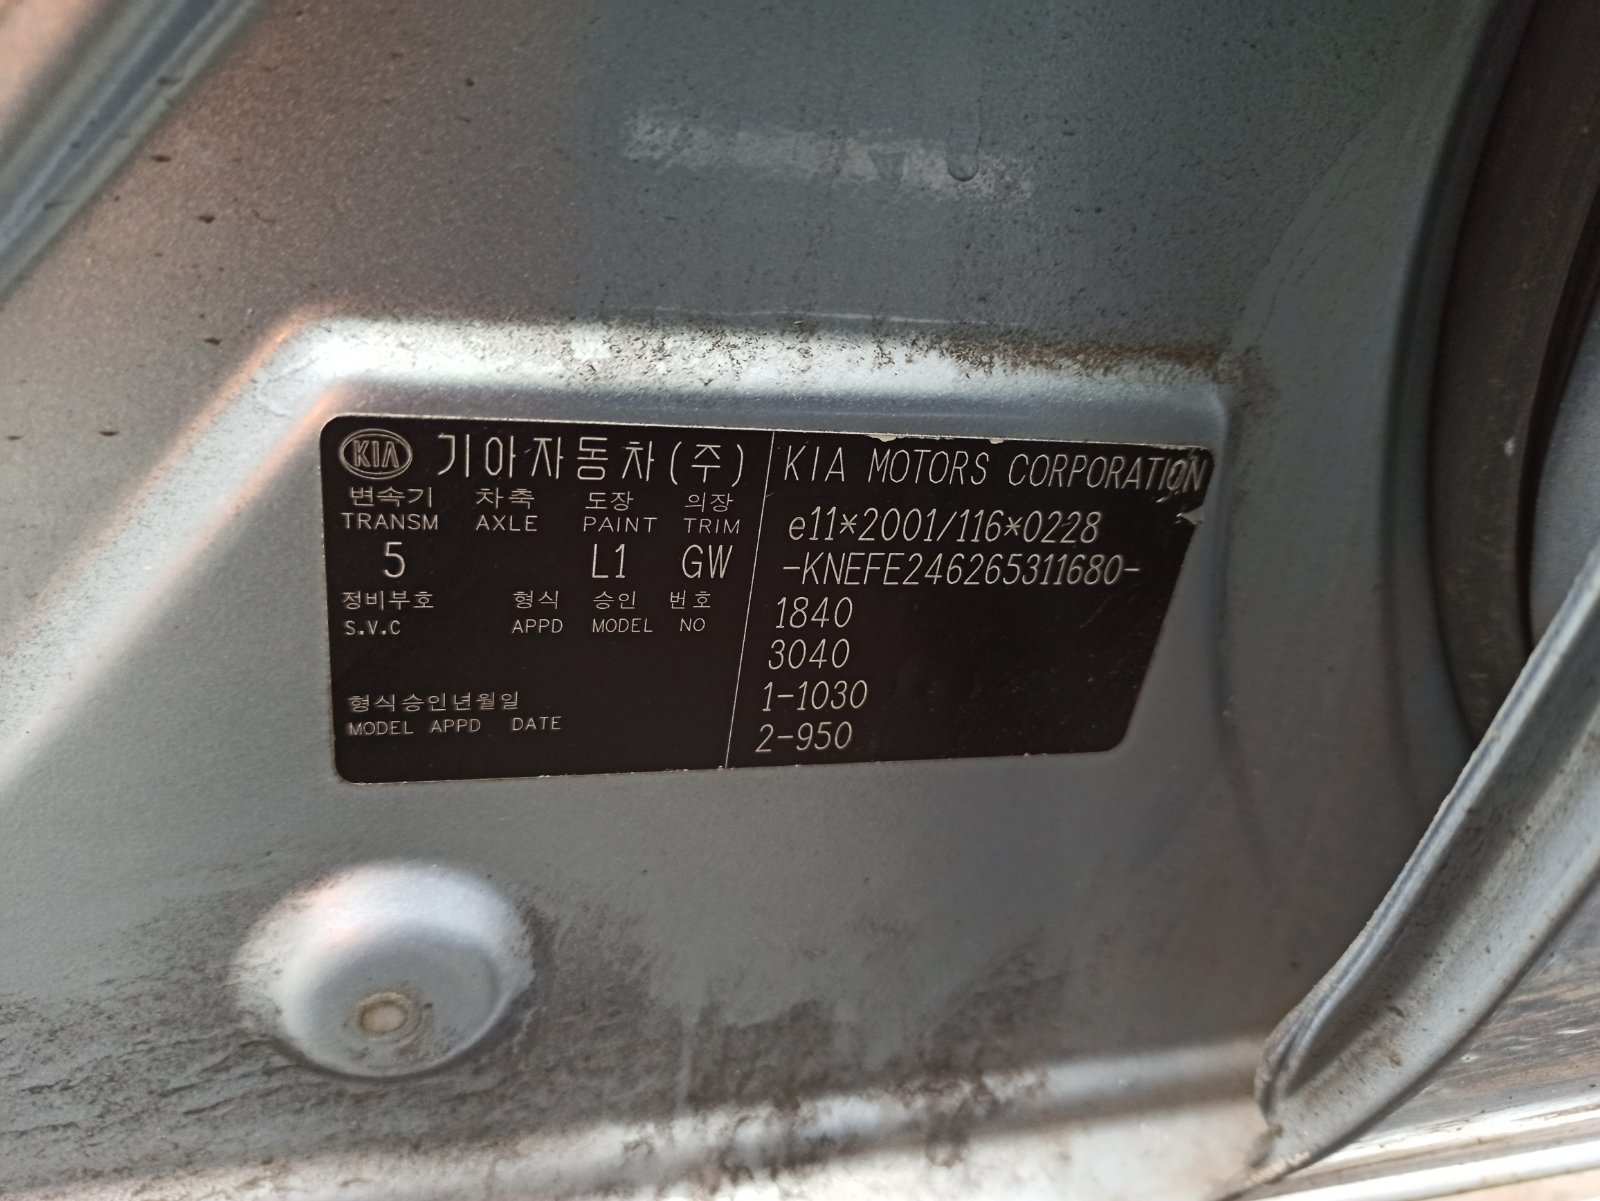 KIA 기아자동차(주)
변속기 차축 도장 의장
TRANSM AXLE PAINT TRIM
5 L1 GW
정비부호 형식 승인 번호
S.V.C APPD MODEL NO
형식승인년월일
MODEL APPD DATE
KIA MOTORS CORPORATION
e11*2001/116*0228
-KNEFE246265311680-
1840
3040
1-1030
2-950